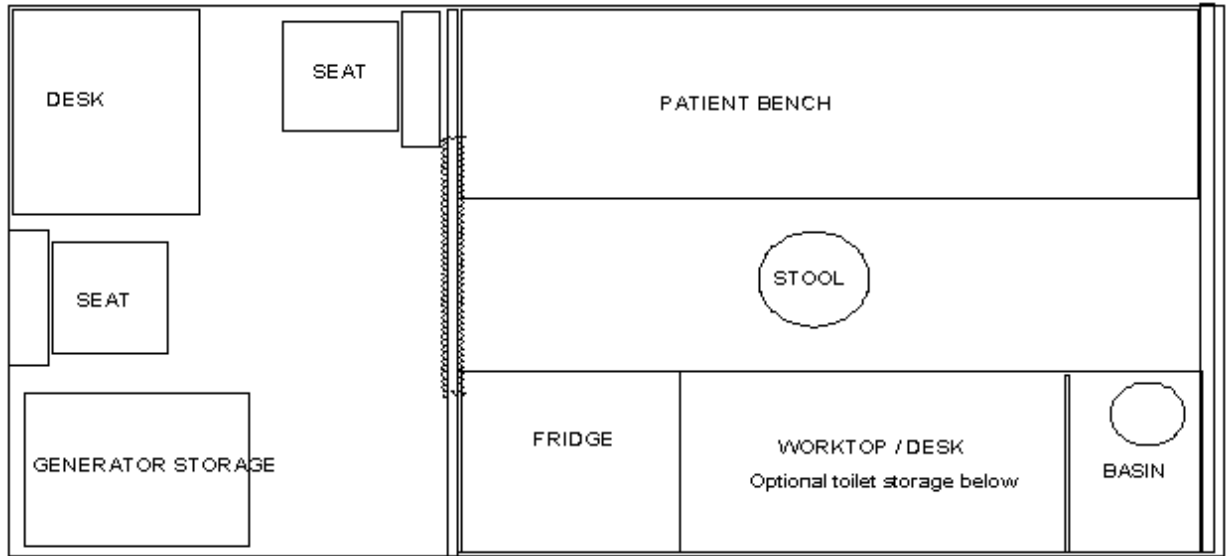 SEAT
DESK
PATIENT BENCH
STOOL
SEAT
FRIDGE
WORKTOP / DESK
GENERATOR STORAGE
BASIN
Optional toilet storage below